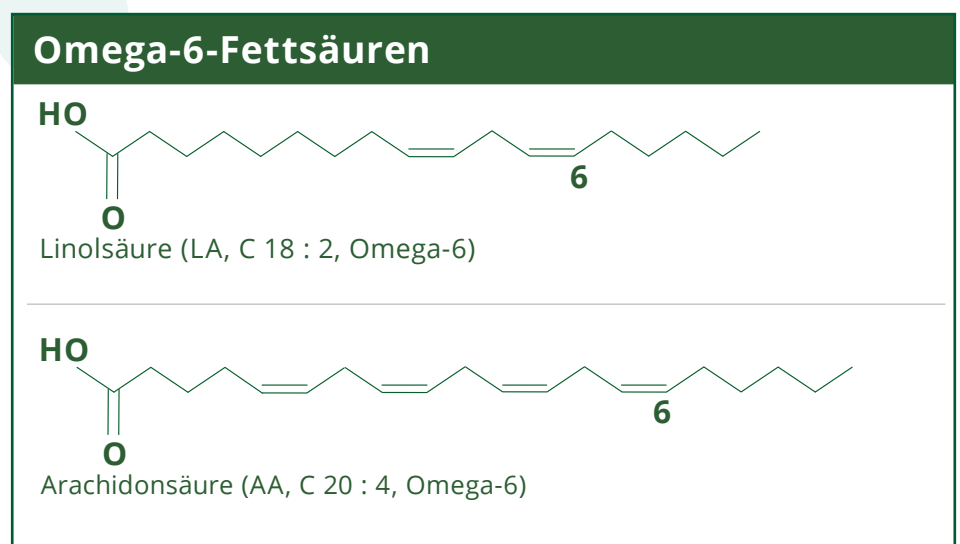 Omega-6-Fettsäuren
HO
6
O
Linolsäure (LA, C 18 : 2, Omega-6)
HO
6
O
Arachidonsäure (AA, C 20 : 4, Omega-6)